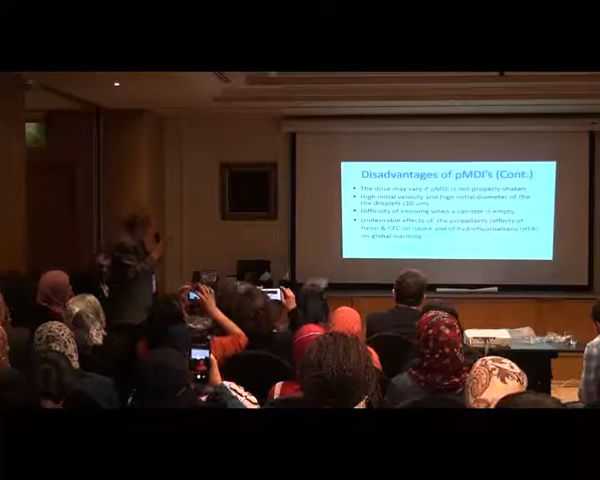 Disadvantages of pMDI's (Cont.)
• The dose may vary if pMDI is not properly shaken.
• High initial velocity and high initial diameter of the
the droplets (30 um)
• Difficulty of knowing when a canister is empty.
• Undesirable effects of the propellants (effects of
freon & CFC on ozone and of hydrofluroalkans (HFA)
on global warming